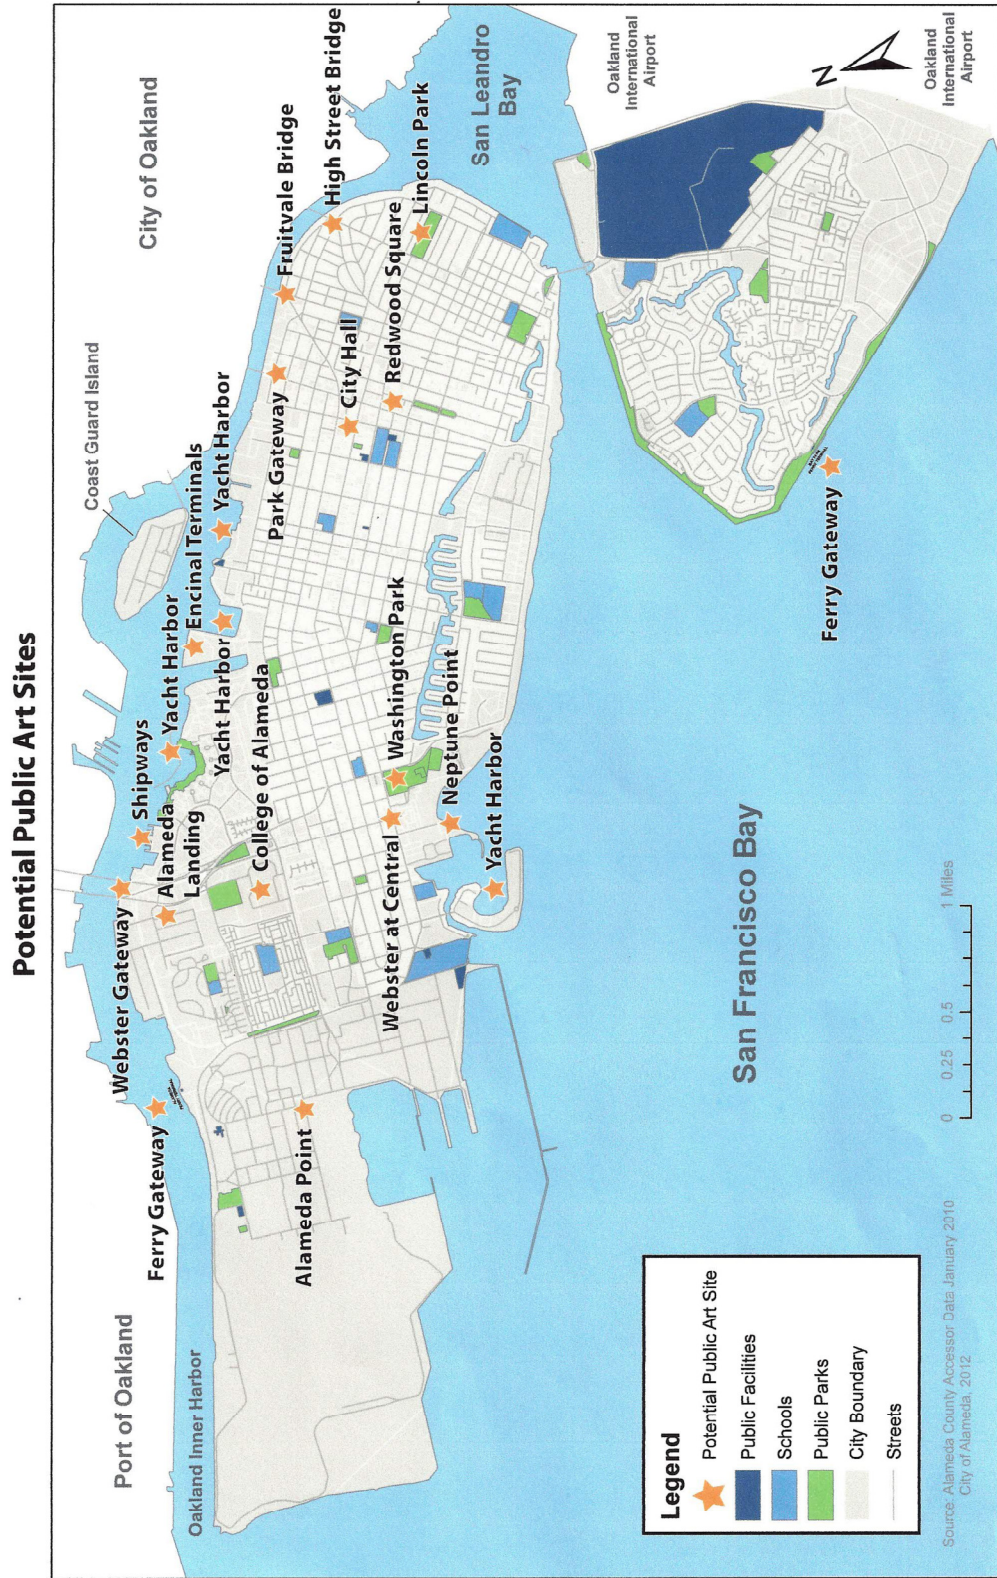 Potential Public Art Sites
Port of Oakland
Oakland Inner Harbor
City of Oakland
Coast Guard Island
Ferry Gateway
Webster Gateway
Alameda
Landing
Shipways
Yacht Harbor
Encinal Terminals
Yacht Harbor
Yacht Harbor
College of Alameda
Park Gateway
Fruitvale Bridge
High Street Bridge
City Hall
Redwood Square
Lincoln Park
Alameda Point
Webster at Central
Washington Park
Neptune Point
Yacht Harbor
San Leandro
Bay
Oakland
International
Airport
N
Oakland
International
Airport
Ferry Gateway
San Francisco Bay
Legend
Potential Public Art Site
Public Facilities
Schools
Public Parks
City Boundary
Streets
0 0.25 0.5 1 Miles
Source: Alameda County Accessor Data January 2010
City of Alameda, 2012